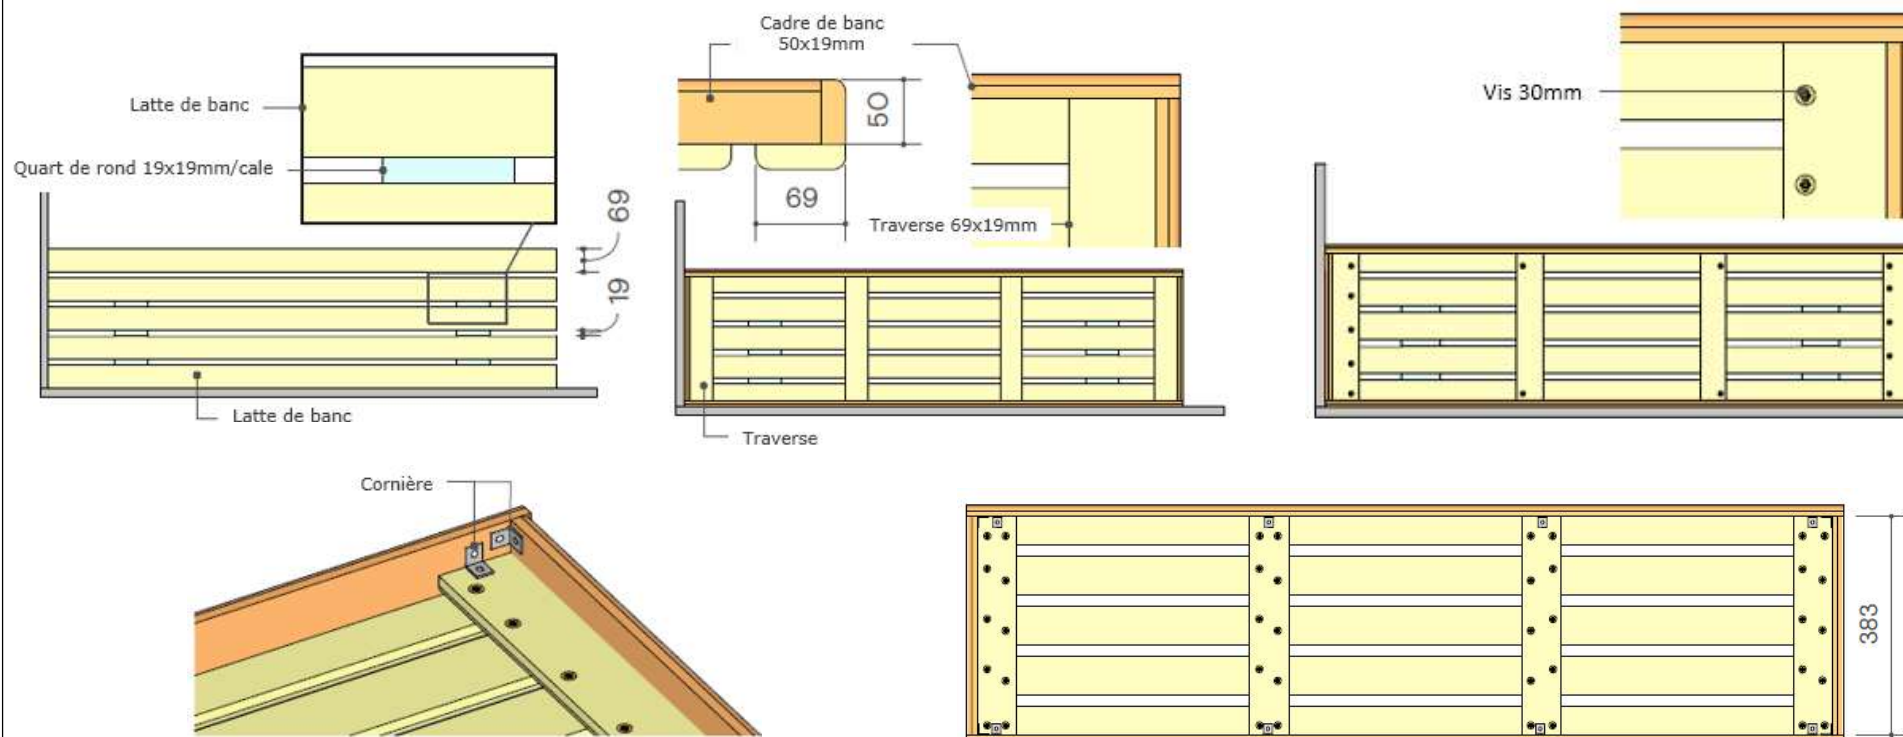 Latte de banc
Quart de rond 19x19mm/cale
69
19
Latte de banc
Cadre de banc
50x19mm
50
69
Traverse 69x19mm
Traverse
Vis 30mm
Cornière
383